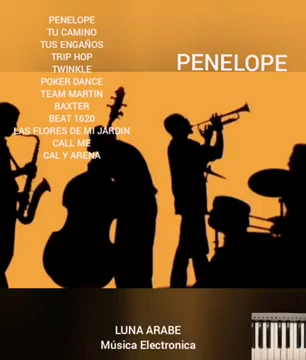 PENELOPE
TU CAMINO
TUS ENGAÑOS
TRIP HOP
TWINKLE
POKER DANCE
TEAM MARTIN
BAXTER
BEAT 1620
LAS FLORES DE MI JARDIN
CALL ME
CAL Y ARENA
PENELOPE
LUNA ARABE
Música Electronica